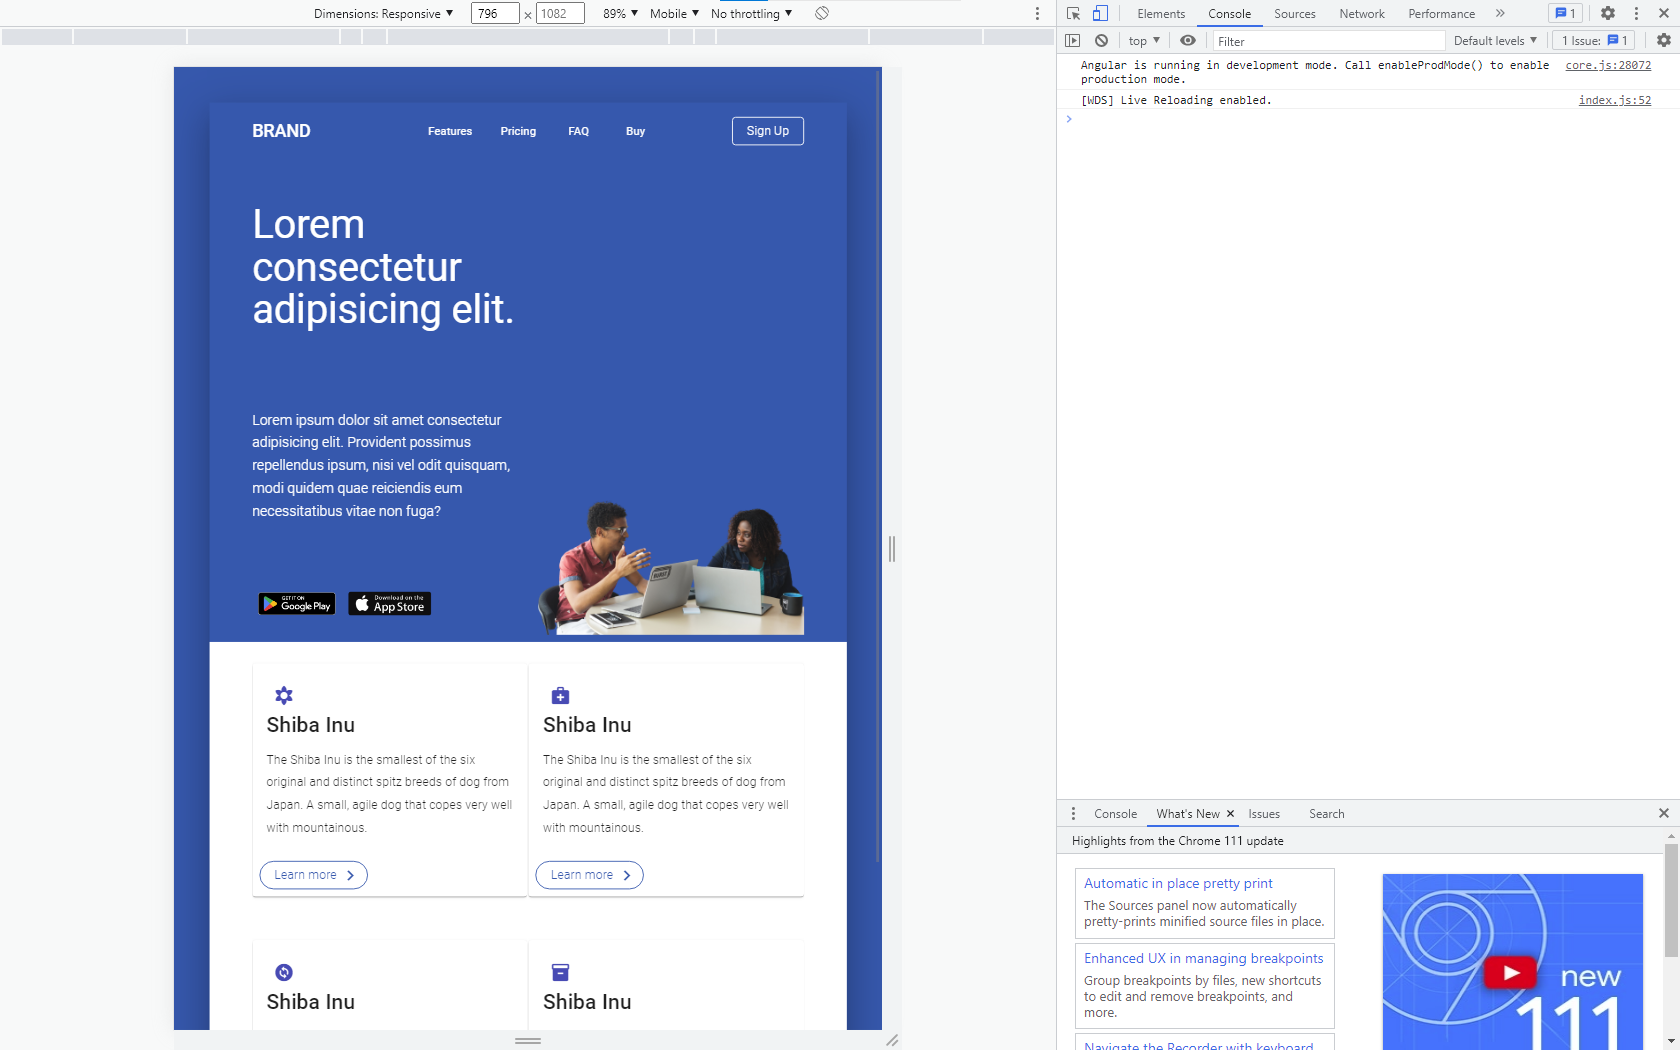 Dimensions: Responsive ▼ 796 × 1082 89% ▼ Mobile ▼ No throttling ▼
Elements Console Sources Network Performance » 1
top ▼ Filter Default levels ▼ 1 Issue: 1
Angular is running in development mode. Call enableProdMode() to enable production mode. core.js:28072
[WDS] Live Reloading enabled. index.js:52
BRAND Features Pricing FAQ Buy Sign Up
Lorem
consectetur
adipisicing elit.
Lorem ipsum dolor sit amet consectetur
adipisicing elit. Provident possimus
repellendus ipsum, nisi vel odit quisquam,
modi quidem quae reiciendis eum
necessitatibus vitae non fuga?
GET IT ON
Google Play
Download on the
App Store
Shiba Inu
The Shiba Inu is the smallest of the six
original and distinct spitz breeds of dog from
Japan. A small, agile dog that copes very well
with mountainous.
Learn more
Shiba Inu
The Shiba Inu is the smallest of the six
original and distinct spitz breeds of dog from
Japan. A small, agile dog that copes very well
with mountainous.
Learn more
Shiba Inu
Shiba Inu
Console What's New × Issues Search
Highlights from the Chrome 111 update
Automatic in place pretty print
The Sources panel now automatically
pretty-prints minified source files in place.
Enhanced UX in managing breakpoints
Group breakpoints by files, new shortcuts
to edit and remove breakpoints, and
more.
Navigate the Recorder with keyboard
new
111